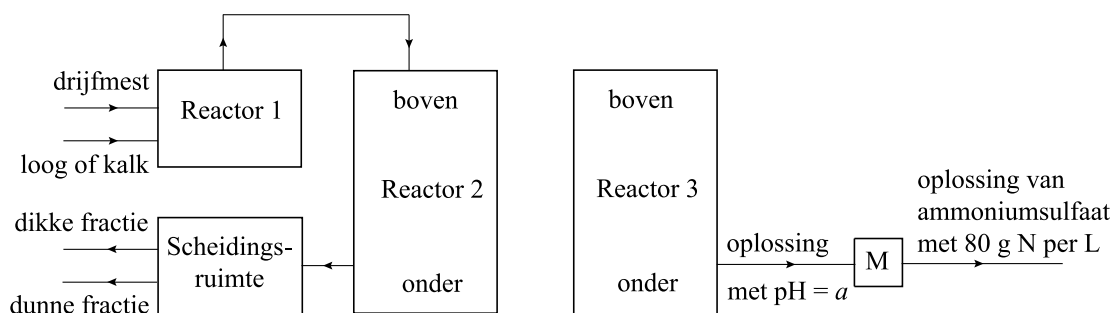 drijfmest
loog of kalk
Reactor 1
boven
Reactor 2
onder
dikke fractie
dunne fractie
Scheidings-
ruimte
boven
Reactor 3
onder
oplossing
met pH = a
M
oplossing van
ammoniumsulfaat
met 80 g N per L